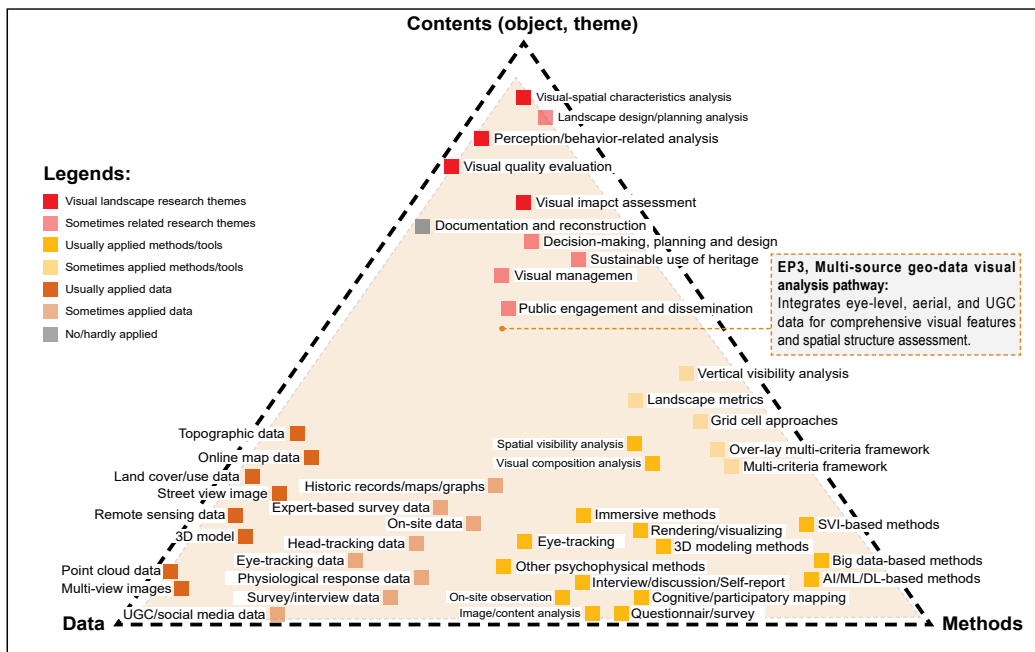 Contents (object, theme)
Visual-spatial characteristics analysis
Landscape design/planning analysis
Perception/behavior-related analysis
Visual quality evaluation
Legends:
Visual landscape research themes
Sometimes related research themes
Usually applied methods/tools
Sometimes applied methods/tools
Usually applied data
Sometimes applied data
No/hardly applied
Visual imapct assessment
Documentation and reconstruction
Decision-making, planning and design
Sustainable use of heritage
Visual managemen
Public engagement and dissemination
EP3, Multi-source geo-data visual
analysis pathway:
Integrates eye-level, aerial, and UGC
data for comprehensive visual features
and spatial structure assessment.
Vertical visibility analysis
Landscape metrics
Grid cell approaches
Topographic data
Spatial visibility analysis
Over-lay multi-criteria framework
Online map data
Visual composition analysis
Multi-criteria framework
Land cover/use data
Historic records/maps/graphs
Street view image
Expert-based survey data
Remote sensing data
On-site data
Immersive methods
SVI-based methods
Rendering/visualizing
3D model
Head-tracking data
Eye-tracking
3D modeling methods
Eye-tracking data
Other psychophysical methods
Big data-based methods
Point cloud data
Physiological response data
Interview/discussion/Self-report
AI/ML/DL-based methods
Multi-view images
Survey/interview data
On-site observation
Cognitive/participatory mapping
UGC/social media data
Image/content analysis
Questionnair/survey
Data
Methods